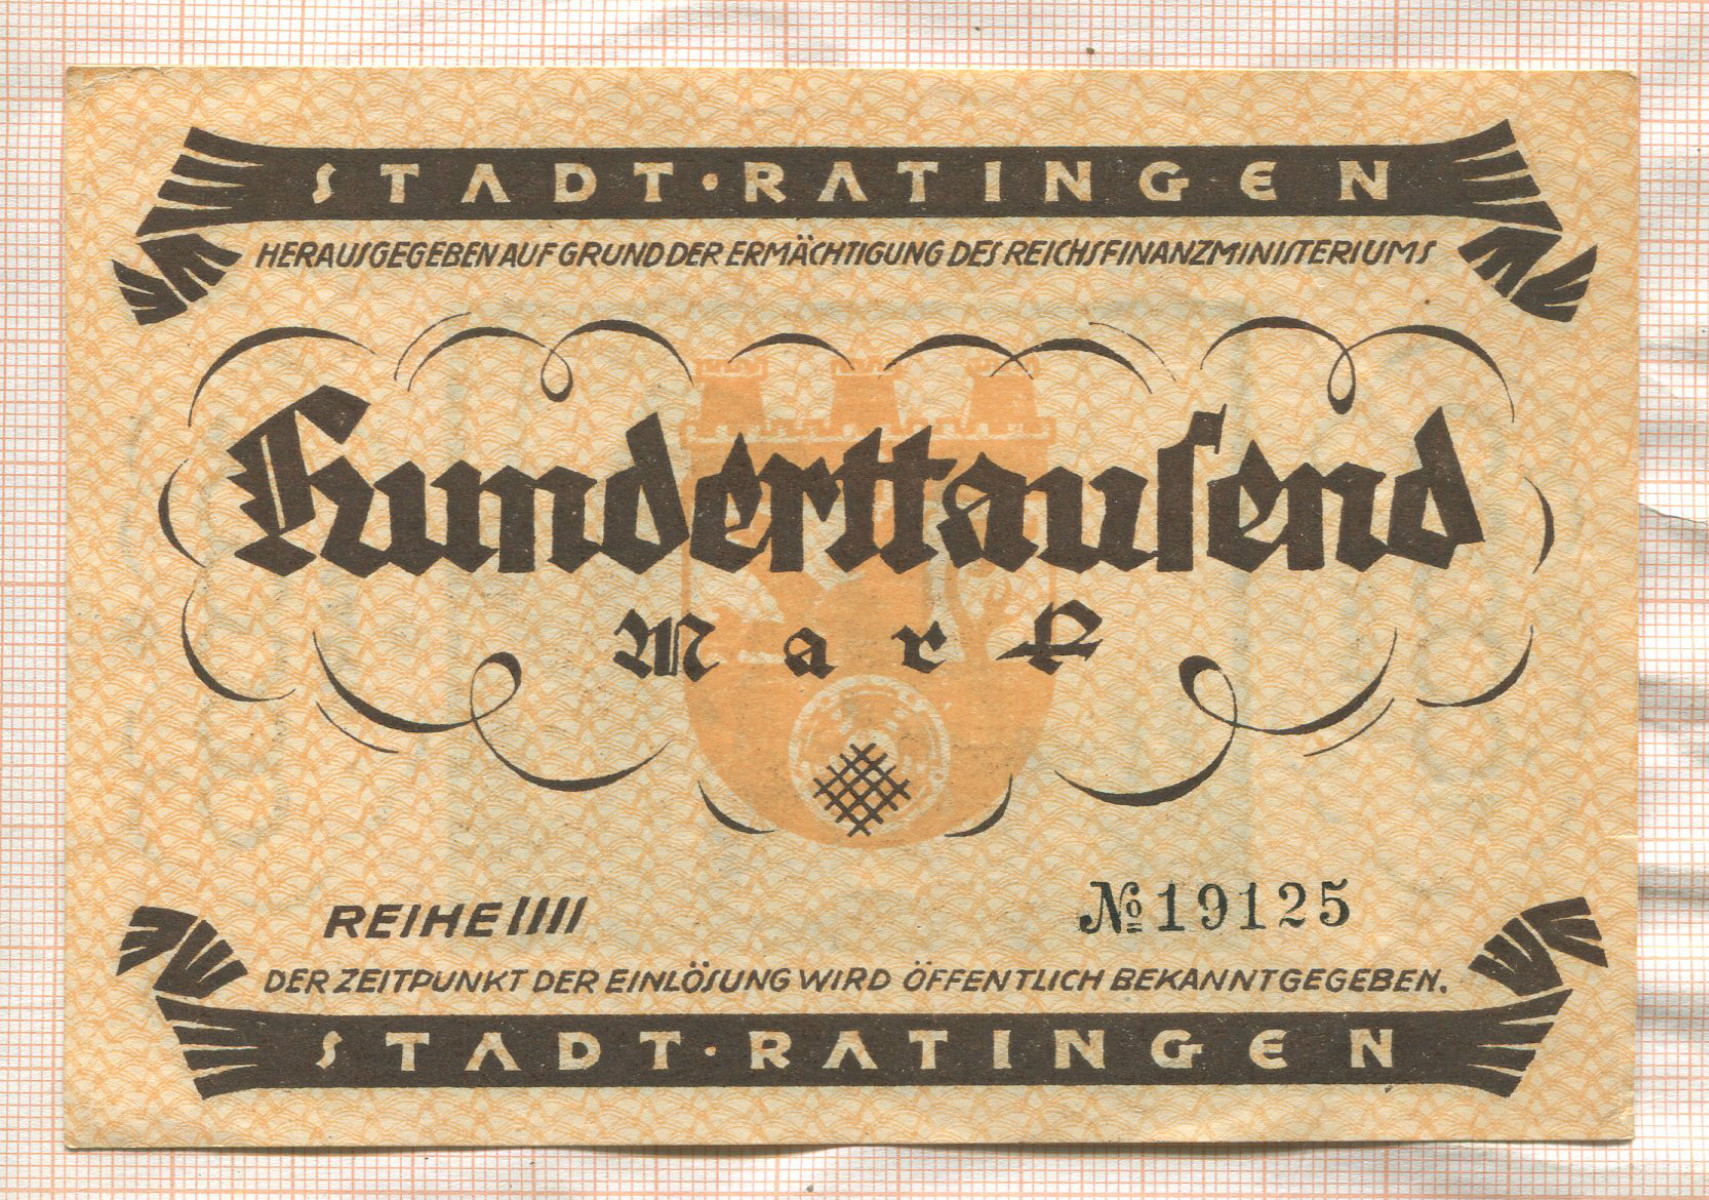 STADT·RATINGEN
HERAUSGEGEBEN AUF GRUND DER ERMÄCHTIGUNG DES REICHSFINANZMINISTERIUMS
Hunderttauſend
Mark
REIHE IIIII
№ 19125
DER ZEITPUNKT DER EINLÖSUNG WIRD ÖFFENTLICH BEKANNTGEGEBEN.
STADT·RATINGEN